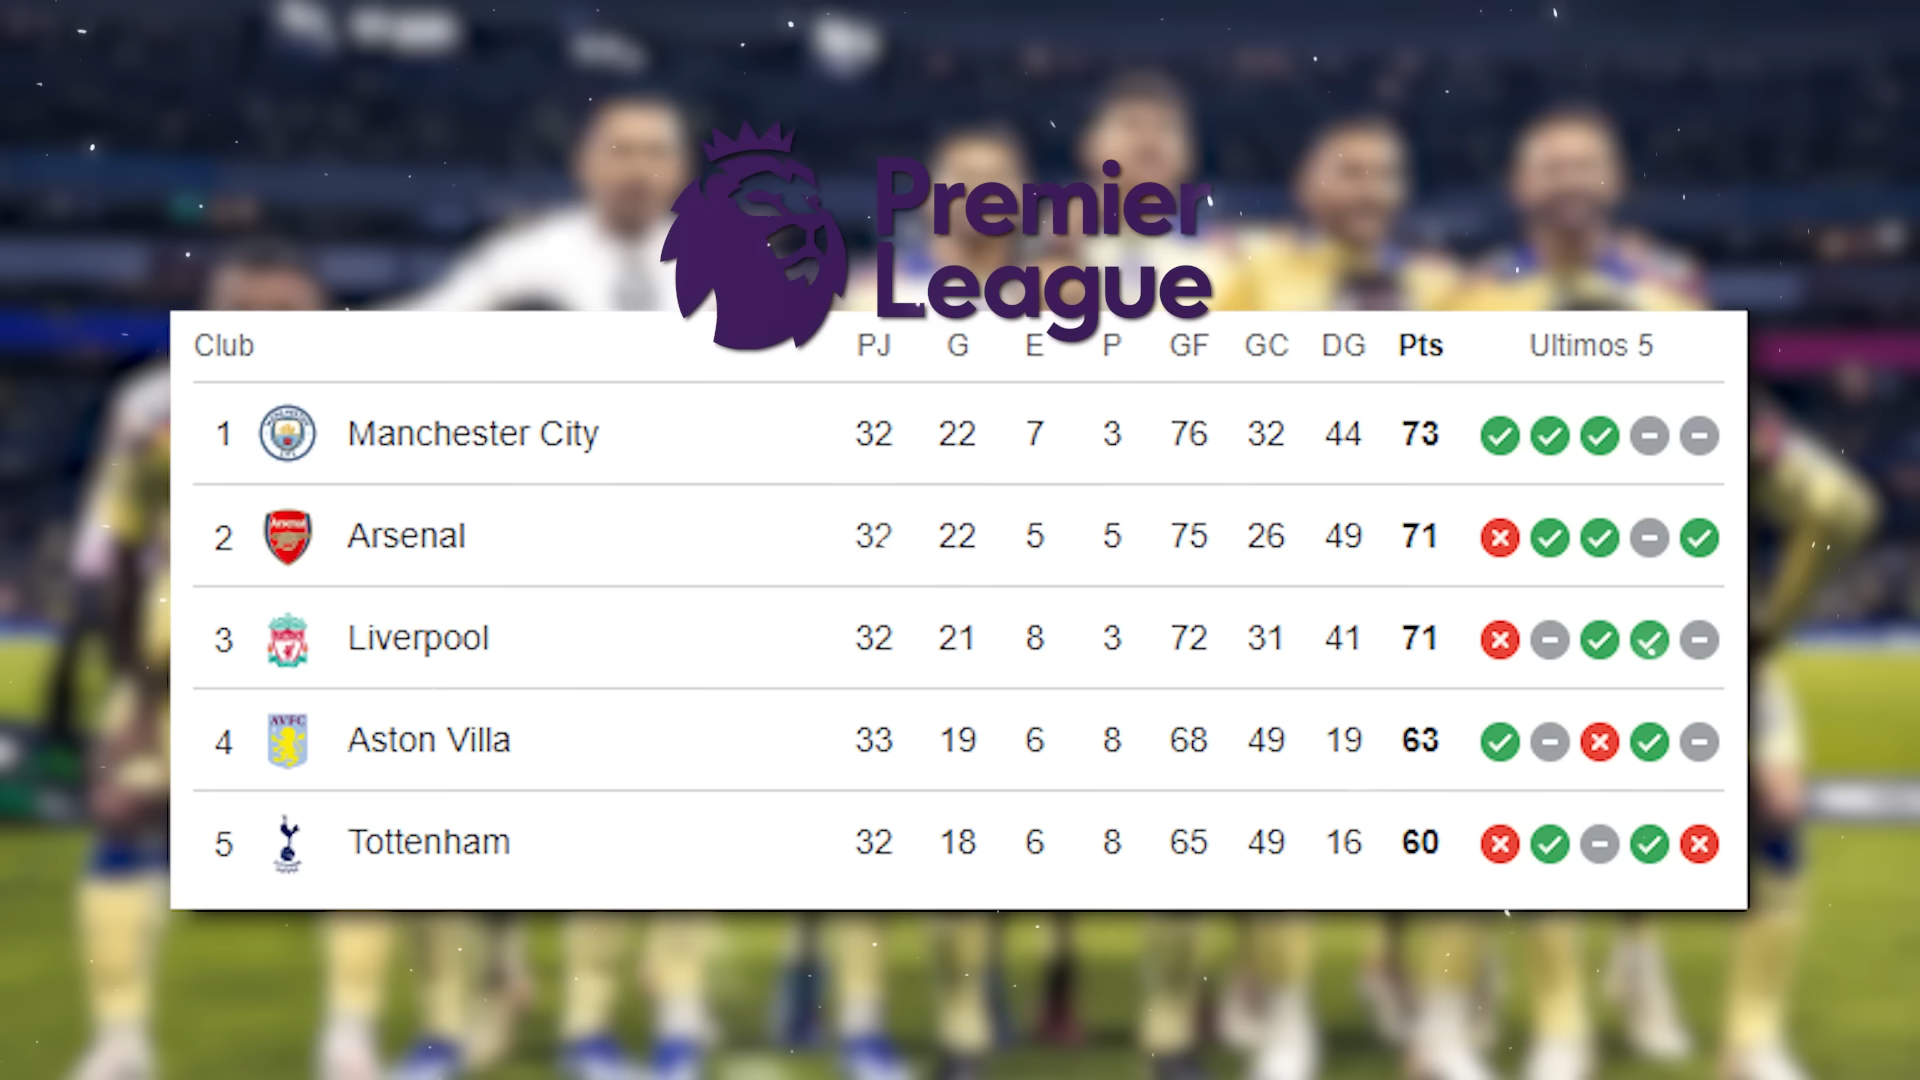 Premier
League
Club PJ G E P GF GC DG Pts Ultimos 5
1 Manchester City 32 22 7 3 76 32 44 73
2 Arsenal 32 22 5 5 75 26 49 71
3 Liverpool 32 21 8 3 72 31 41 71
4 AVFC Aston Villa 33 19 6 8 68 49 19 63
5 Tottenham 32 18 6 8 65 49 16 60